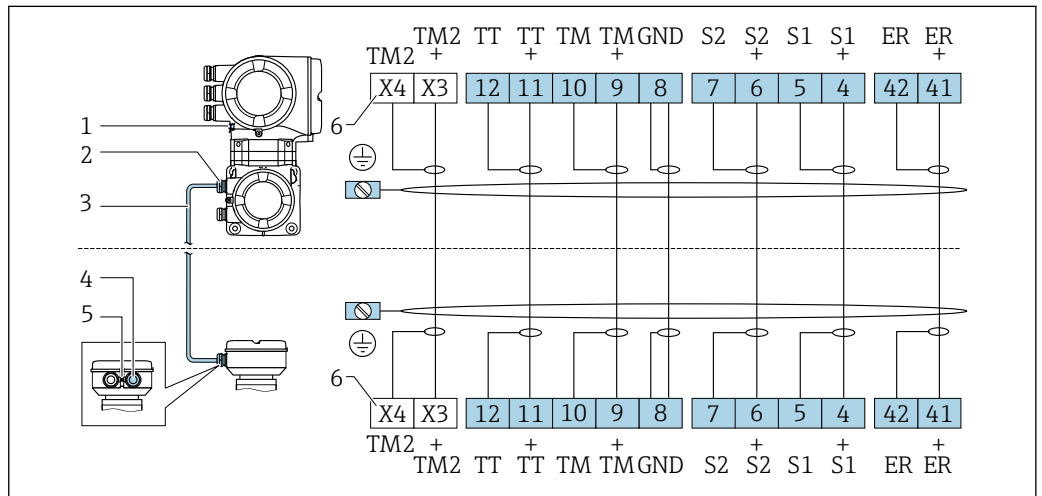 TM2 TT TT TM TM GND S2 S2 S1 S1 ER ER
TM2 + + + + + +
X4 X3 12 11 10 9 8 7 6 5 4 42 41
6
1
2
3
4
5
6
X4 X3 12 11 10 9 8 7 6 5 4 42 41
TM2 + + + + + +
TM2 TT TT TM TM GND S2 S2 S1 S1 ER ER